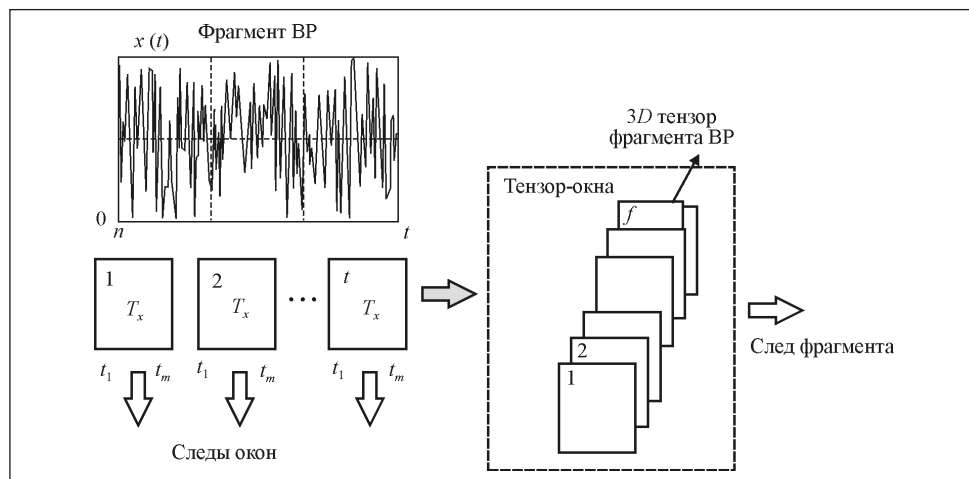 Фрагмент ВР
x (t)
0
n t
1 2 t
T_x T_x ... T_x
t_1 t_m t_1 t_m t_1 t_m
Следы окон
3D тензор
фрагмента ВР
Тензор-окна
f
2
1
След фрагмента